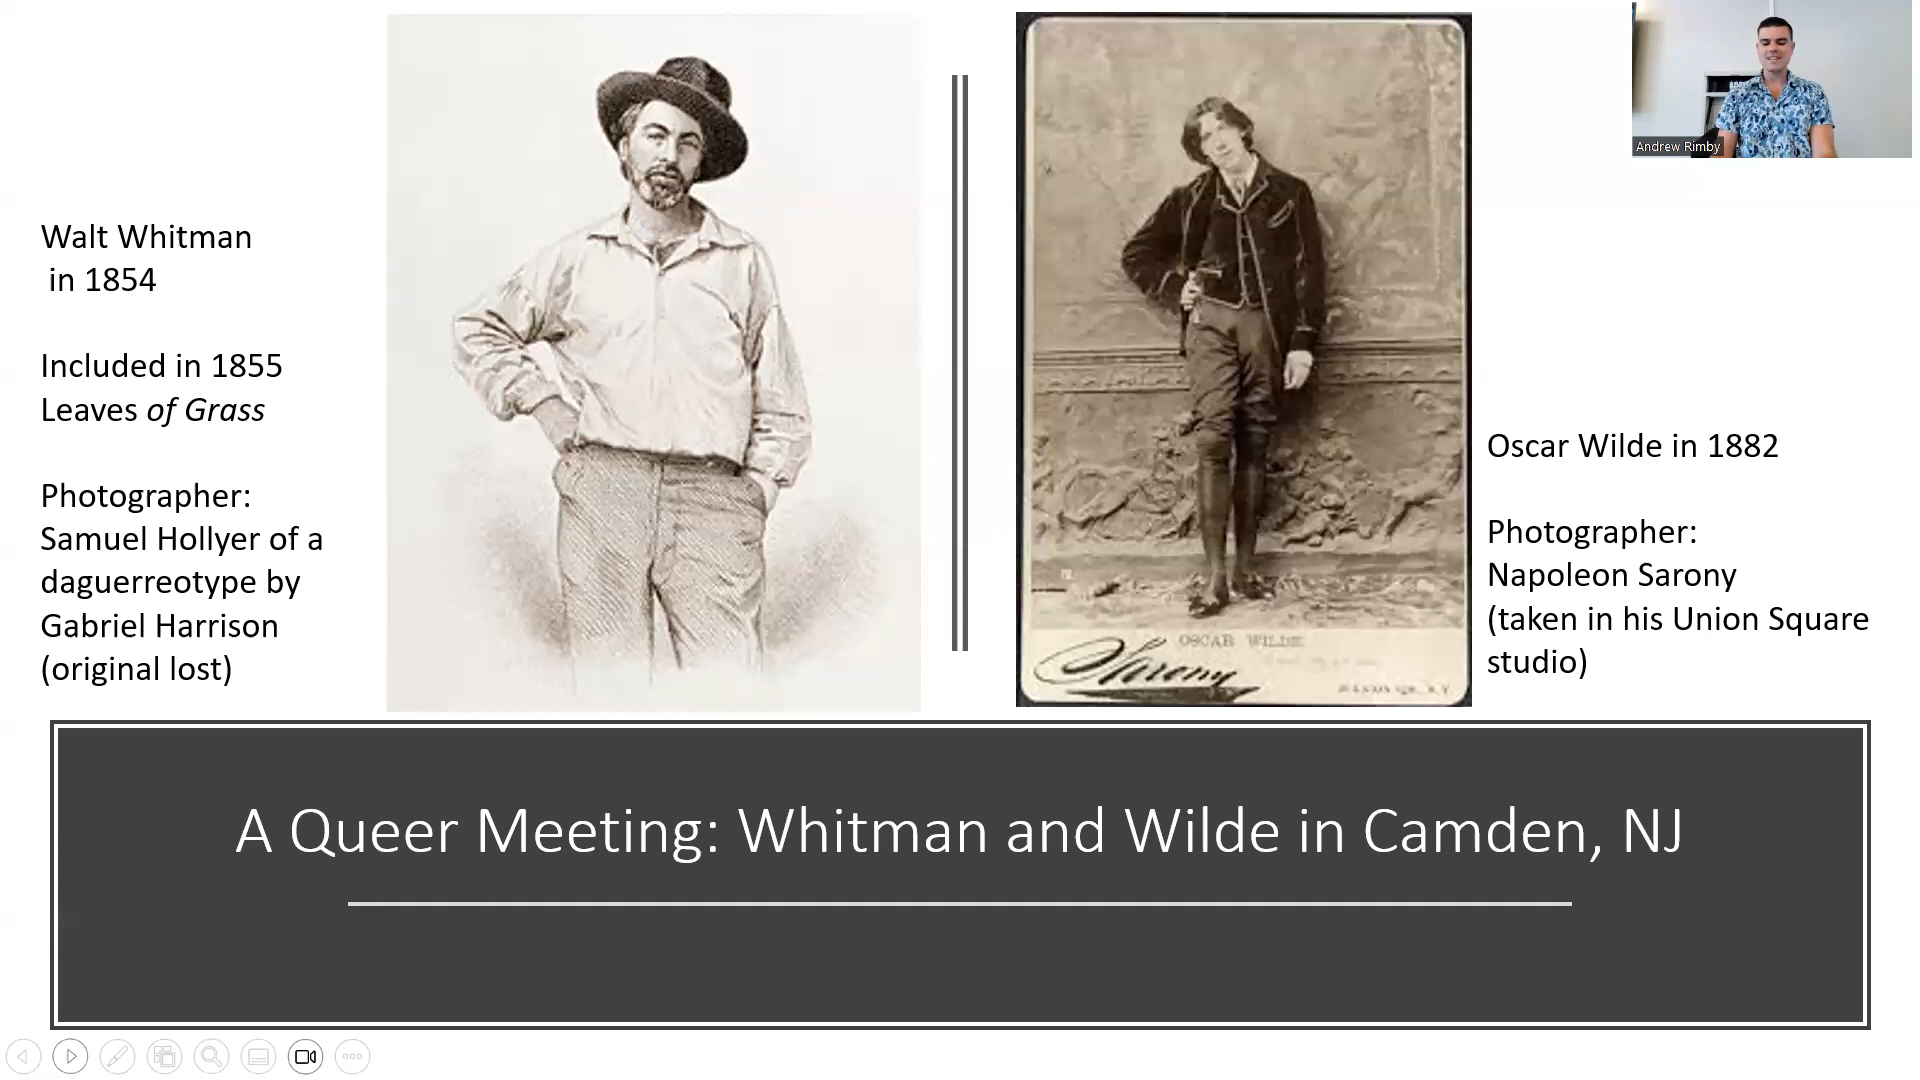 Walt Whitman
in 1854
Included in 1855
Leaves of Grass
Photographer:
Samuel Hollyer of a
daguerreotype by
Gabriel Harrison
(original lost)
OSCAR WILDE
Sarony
Andrew Rimby
Oscar Wilde in 1882
Photographer:
Napoleon Sarony
(taken in his Union Square
studio)
A Queer Meeting: Whitman and Wilde in Camden, NJ